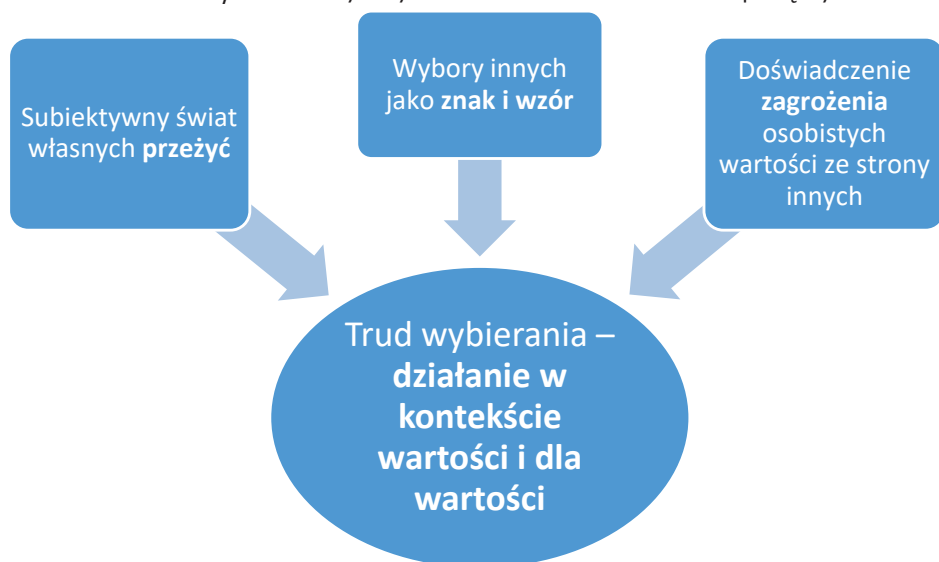 Subiektywny świat
własnych przeżyć
Wybory innych
jako znak i wzór
Doświadczenie
zagrożenia
osobistych
wartości ze strony
innych
Trud wybierania –
działanie w
kontekście
wartości i dla
wartości